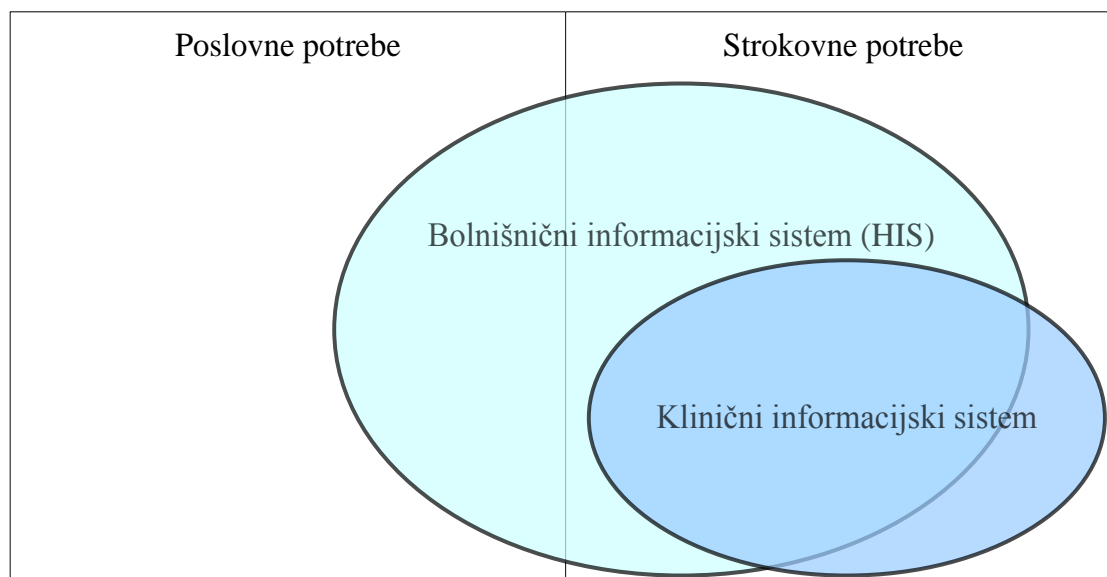 Poslovne potrebe
Strokovne potrebe
Bolnišnični informacijski sistem (HIS)
Klinični informacijski sistem